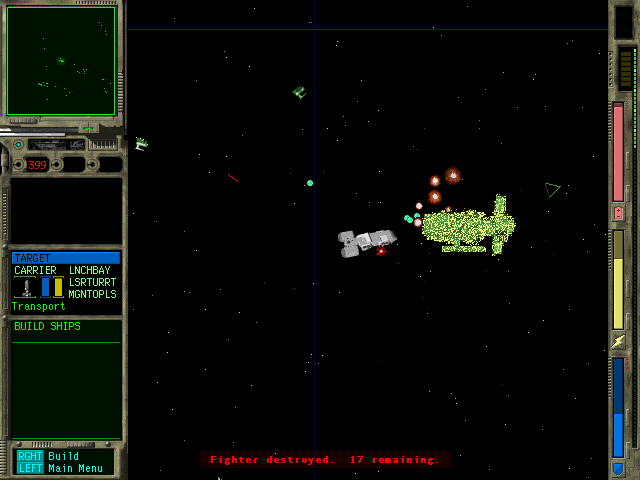 399
TARGET
CARRIER LNCHBAY
LSRTURRT
MGNTOPLS
Transport
BUILD SHIPS
RGHT Build
LEFT Main Menu
Fighter destroyed. 17 remaining.